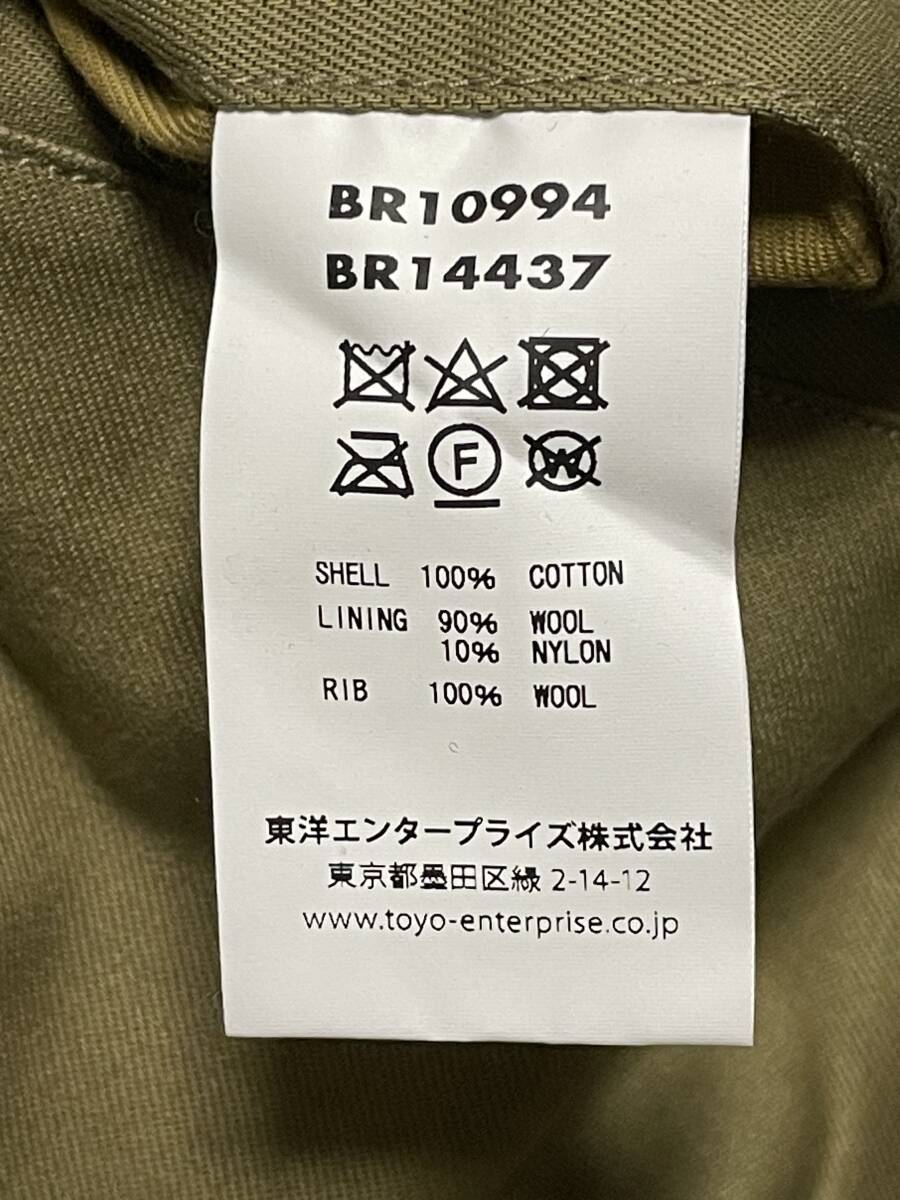 BR10994
BR14437
F
W
SHELL 100% COTTON
LINING 90% WOOL
10% NYLON
RIB 100% WOOL
東洋エンタープライズ株式会社
東京都墨田区緑 2-14-12
www.toyo-enterprise.co.jp